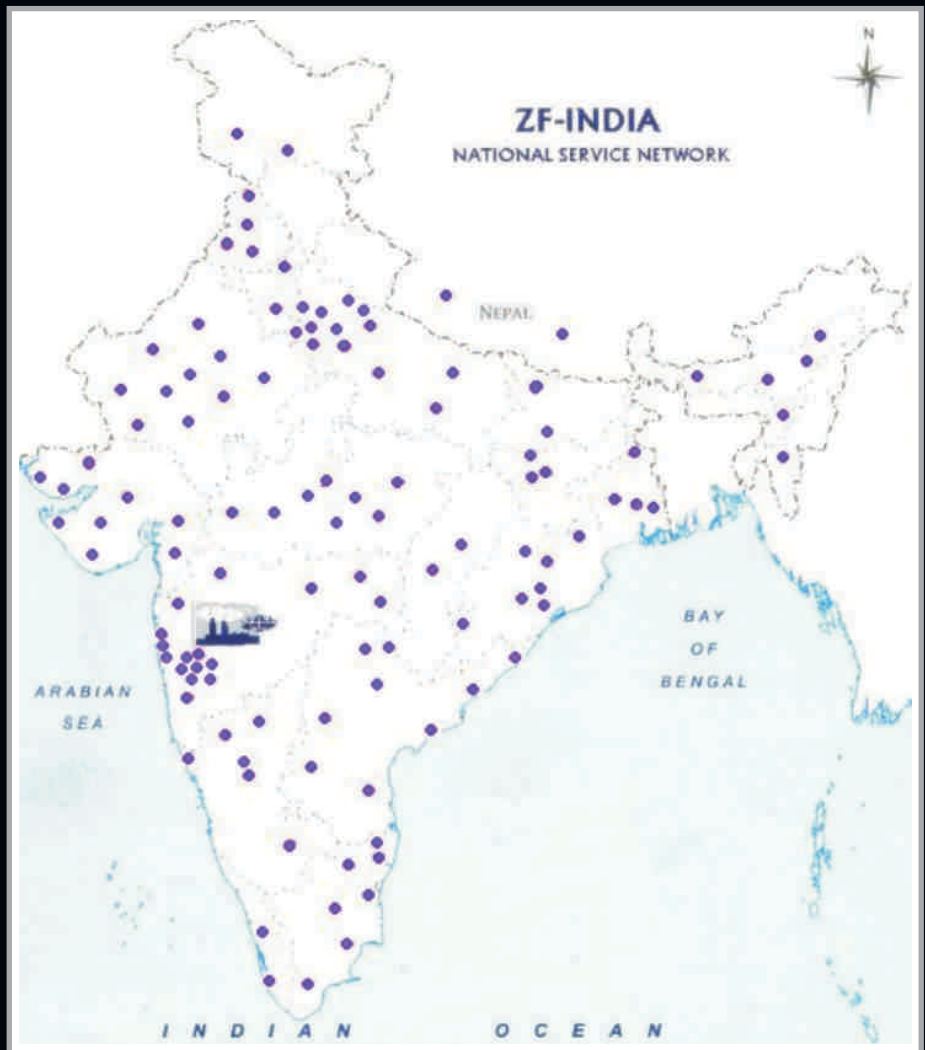 N
ZF-INDIA
NATIONAL SERVICE NETWORK
NEPAL
BAY
OF
BENGAL
ARABIAN
SEA
INDIAN OCEAN